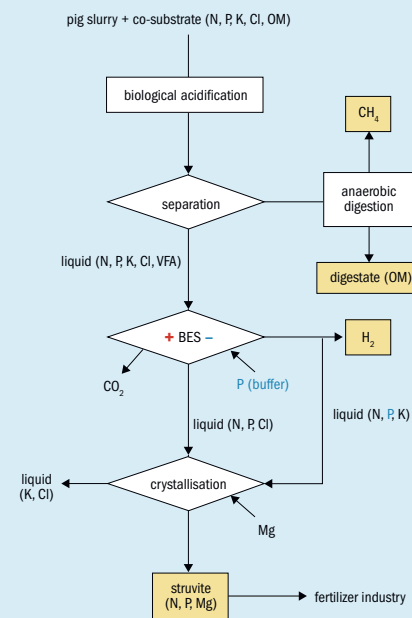 pig slurry + co-substrate (N, P, K, Cl, OM)
biological acidification
CH₄
separation
anaerobic
digestion
liquid (N, P, K, Cl, VFA)
digestate (OM)
+ BES −
H₂
CO₂
P (buffer)
liquid (N, P, K)
liquid (N, P, Cl)
liquid
(K, Cl)
crystallisation
Mg
struvite
(N, P, Mg)
fertilizer industry